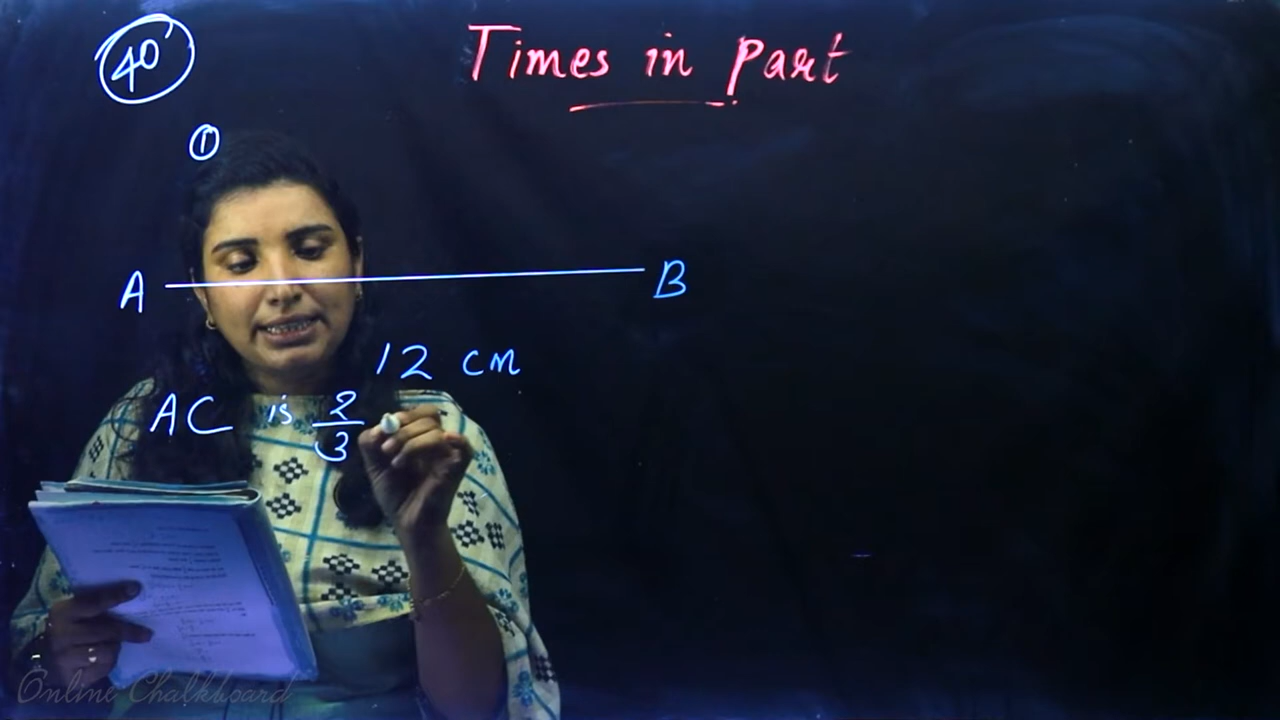 Times in part
40'
①
A B
12 cm
AC is 2/3
Online Chalkboard